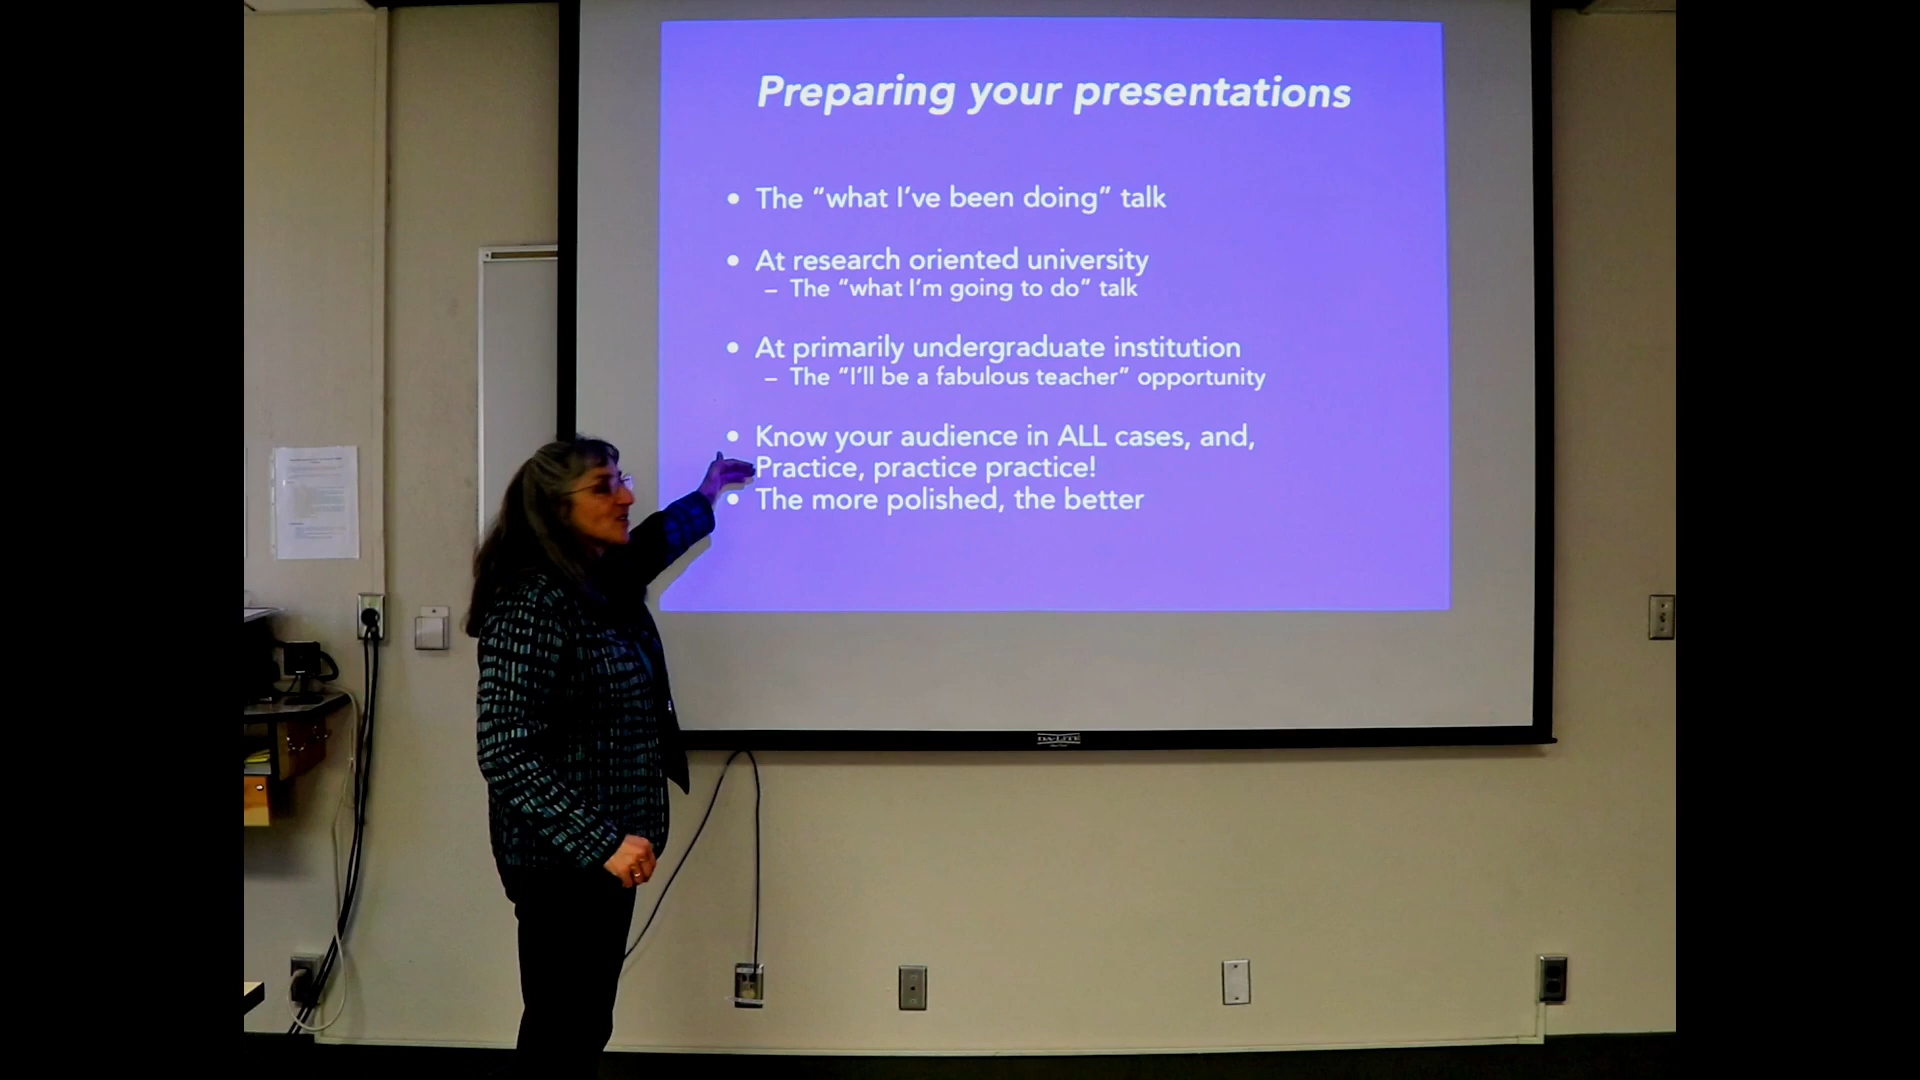 Preparing your presentations
• The “what I’ve been doing” talk
• At research oriented university
– The “what I’m going to do” talk
• At primarily undergraduate institution
– The “I’ll be a fabulous teacher” opportunity
• Know your audience in ALL cases, and,
Practice, practice practice!
• The more polished, the better
DA-LITE